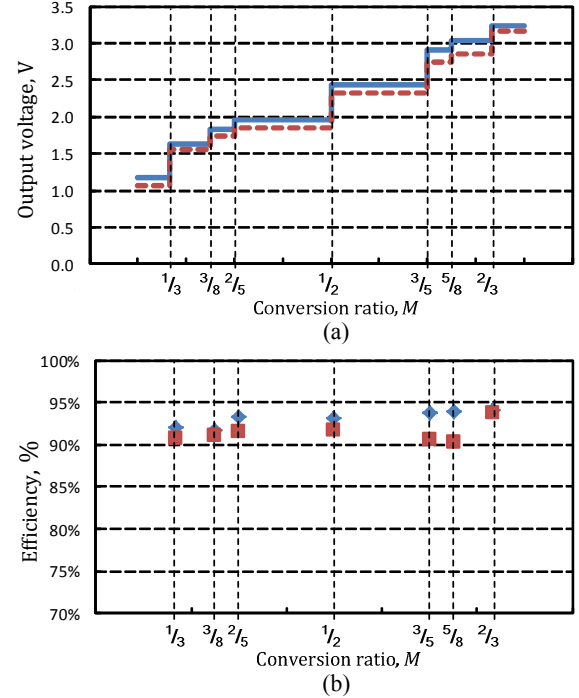 3.5
3.0
2.5
2.0
1.5
1.0
0.5
0.0
Output voltage, V
1/3 3/8 2/5 1/2 3/5 5/8 2/3
Conversion ratio, M
(a)
100%
95%
90%
85%
80%
75%
70%
Efficiency, %
1/3 3/8 2/5 1/2 3/5 5/8 2/3
Conversion ratio, M
(b)